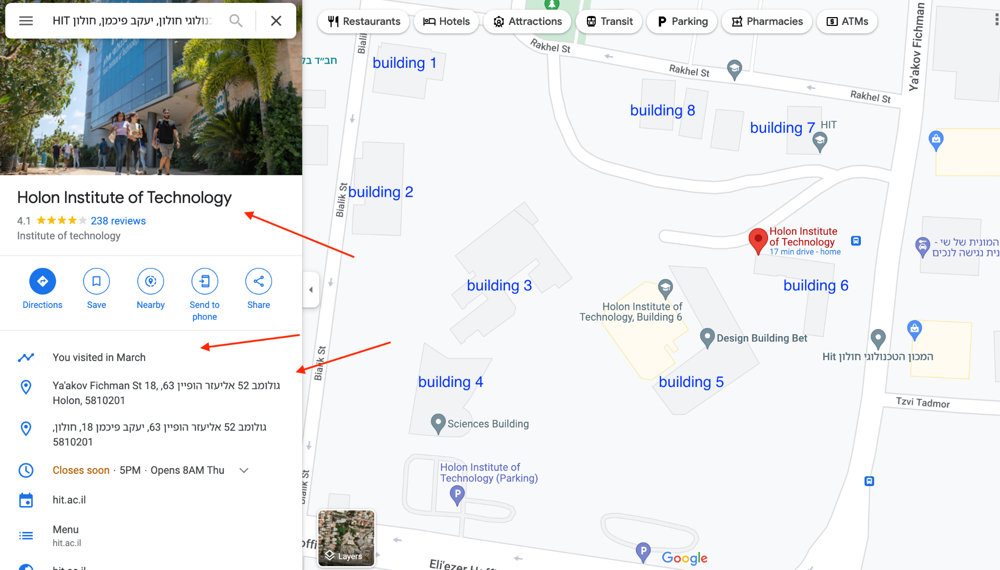 HIT טכנולוגי חולון, יעקב פיכמן, חולון
Restaurants
Hotels
Attractions
Transit
Parking
Pharmacies
ATMs
Holon Institute of Technology
4.1
238 reviews
Institute of technology
Directions
Save
Nearby
Send to
phone
Share
You visited in March
Ya'akov Fichman St 18, גולומב 52 אליעזר הופיין 63,
Holon, 5810201
גולומב 52 אליעזר הופיין 63, יעקב פיכמן 18, חולון,
5810201
Closes soon · 5PM · Opens 8AM Thu
hit.ac.il
Menu
hit.ac.il
hit.ac.il
Bialik
חב״ד
building 1
Rakhel St
Rakhel St
Rakhel St
Ya'akov Fichman
building 8
building 7
HIT
Bialik St
building 2
Holon Institute
of Technology
17 min drive - home
המונית של שי -
נגישה לנכים
building 3
building 6
Holon Institute of
Technology, Building 6
Design Building Bet
Hit המכון הטכנולוגי חולון
Bialik St
building 4
building 5
Sciences Building
Tzvi Tadmor
Holon Institute of
Technology (Parking)
P
Bialik St
Layers
P
Google
Eli'ezer